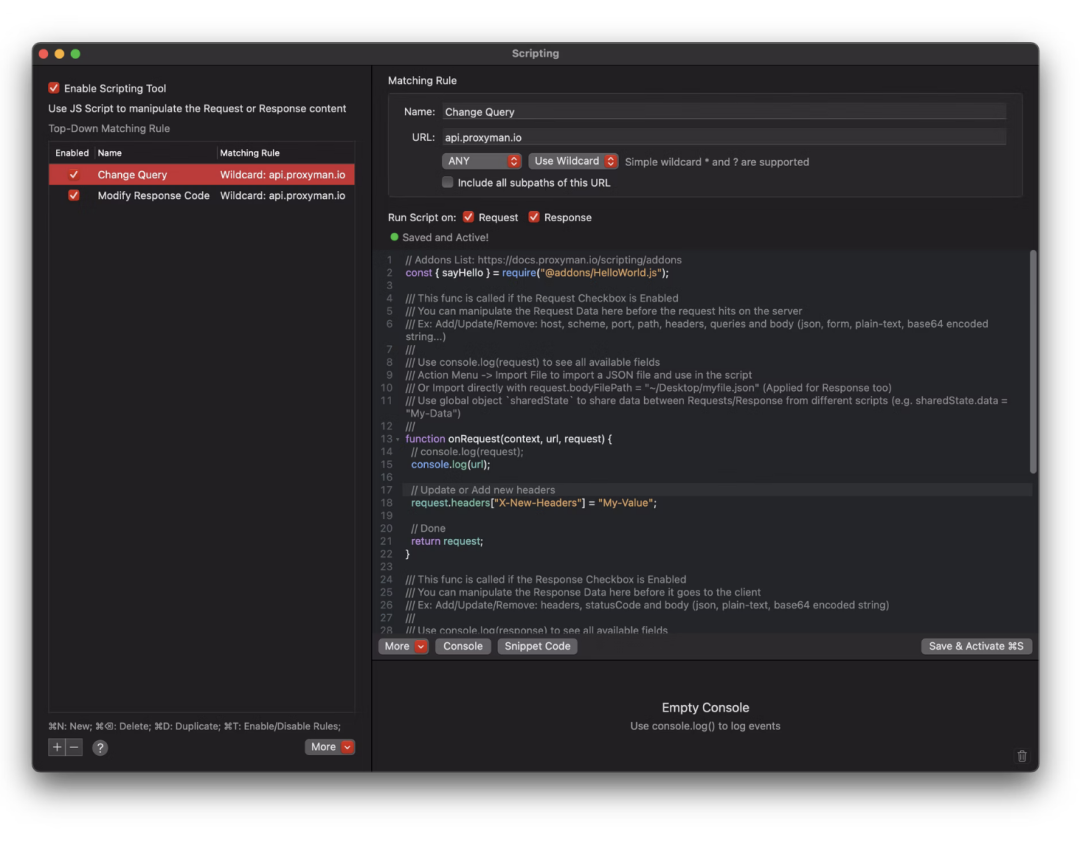 Scripting
Enable Scripting Tool
Use JS Script to manipulate the Request or Response content
Top-Down Matching Rule
Enabled Name Matching Rule
Change Query Wildcard: api.proxyman.io
Modify Response Code Wildcard: api.proxyman.io
⌘N: New; ⌘⌫: Delete; ⌘D: Duplicate; ⌘T: Enable/Disable Rules;
+ − ? More
Matching Rule
Name: Change Query
URL: api.proxyman.io
ANY Use Wildcard Simple wildcard * and ? are supported
Include all subpaths of this URL
Run Script on: Request Response
Saved and Active!
1 // Addons List: https://docs.proxyman.io/scripting/addons
2 const { sayHello } = require("@addons/HelloWorld.js");
3
4 /// This func is called if the Request Checkbox is Enabled
5 /// You can manipulate the Request Data here before the request hits on the server
6 /// Ex: Add/Update/Remove: host, scheme, port, path, headers, queries and body (json, form, plain-text, base64 encoded
string...)
7 ///
8 /// Use console.log(request) to see all available fields
9 /// Action Menu -> Import File to import a JSON file and use in the script
10 /// Or Import directly with request.bodyFilePath = "~/Desktop/myfile.json" (Applied for Response too)
11 /// Use global object `sharedState` to share data between Requests/Response from different scripts (e.g. sharedState.data =
"My-Data")
12 ///
13 function onRequest(context, url, request) {
14 // console.log(request);
15 console.log(url);
16
17 // Update or Add new headers
18 request.headers["X-New-Headers"] = "My-Value";
19
20 // Done
21 return request;
22 }
23
24 /// This func is called if the Response Checkbox is Enabled
25 /// You can manipulate the Response Data here before it goes to the client
26 /// Ex: Add/Update/Remove: headers, statusCode and body (json, plain-text, base64 encoded string)
27 ///
28 /// Use console.log(response) to see all available fields
More Console Snippet Code Save & Activate ⌘S
Empty Console
Use console.log() to log events